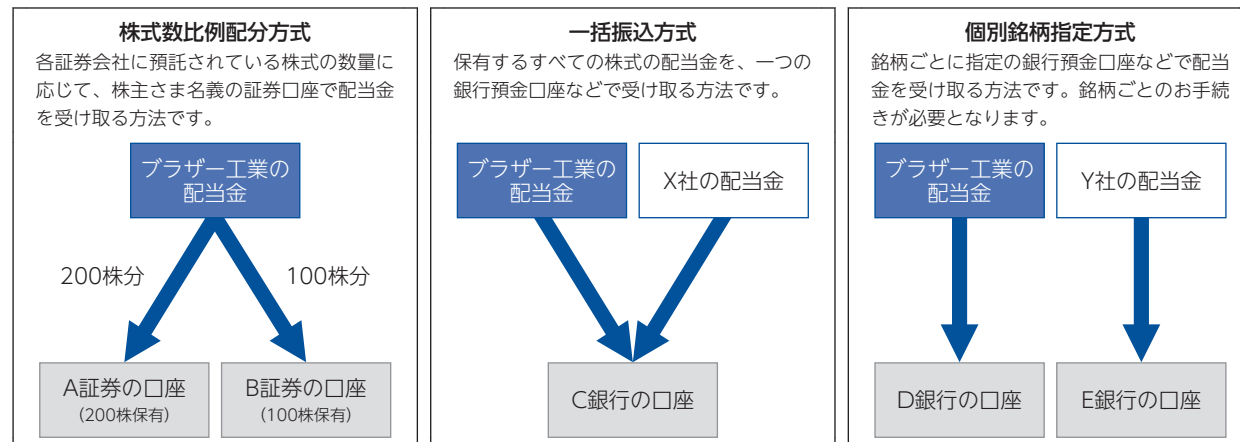 株式数比例配分方式
各証券会社に預託されている株式の数量に
応じて、株主さま名義の証券口座で配当金
を受け取る方法です。
ブラザー工業の
配当金
200株分
100株分
A証券の口座
(200株保有)
B証券の口座
(100株保有)
一括振込方式
保有するすべての株式の配当金を、一つの
銀行預金口座などで受け取る方法です。
ブラザー工業の
配当金
X社の配当金
C銀行の口座
個別銘柄指定方式
銘柄ごとに指定の銀行預金口座などで配当
金を受け取る方法です。銘柄ごとのお手続
きが必要となります。
ブラザー工業の
配当金
Y社の配当金
D銀行の口座
E銀行の口座